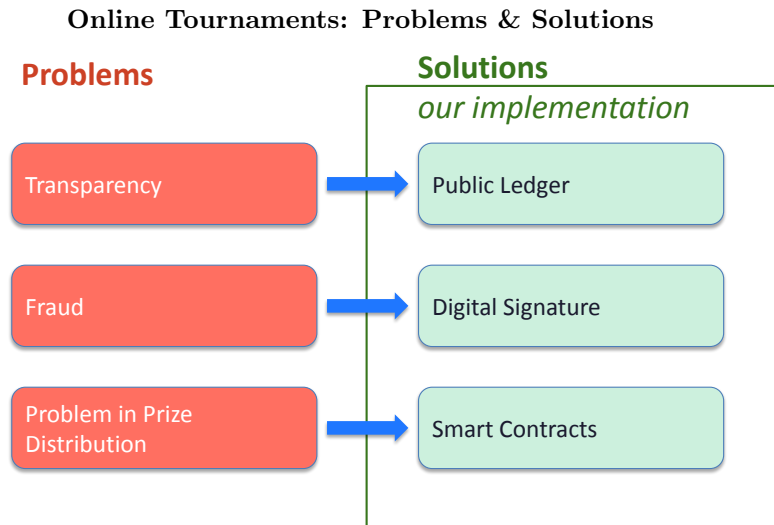 Online Tournaments: Problems & Solutions
Problems
Solutions
our implementation
Transparency
Public Ledger
Fraud
Digital Signature
Problem in Prize
Distribution
Smart Contracts